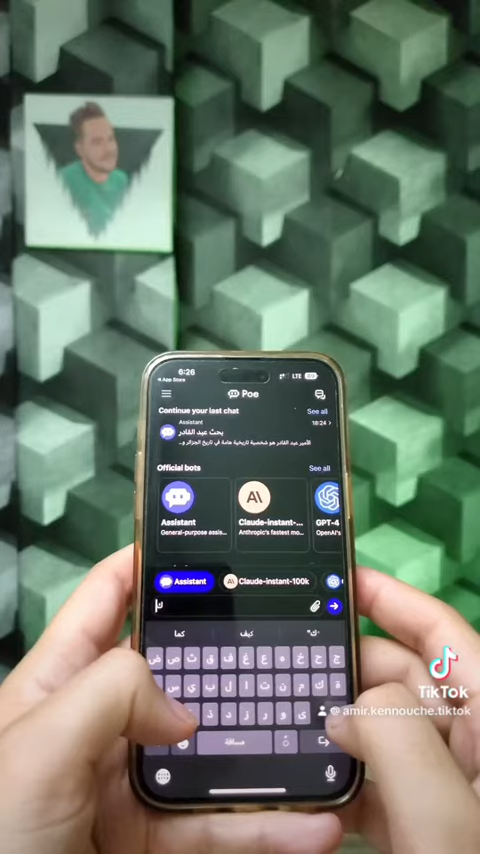 6:26
LTE
App Store
Poe
Continue your last chat
See all
Assistant
18:24
بحث عبد القادر
الأمير عبد القادر هو شخصية تاريخية هامة في تاريخ الجزائر و..
Official bots
See all
Assistant
General-purpose assis...
Claude-instant-...
Anthropic's fastest mo...
GPT-4
OpenAI's
Assistant
Claude-instant-100k
ك
كما
كيف
"ك"
ض ص ث ق ف غ ع ه خ ح ج
ش س ي ب ل ا ت ن م ك ة
ء ظ ط ذ د ز ر و ى
مسافة
TikTok
@amir.kennouche.tiktok